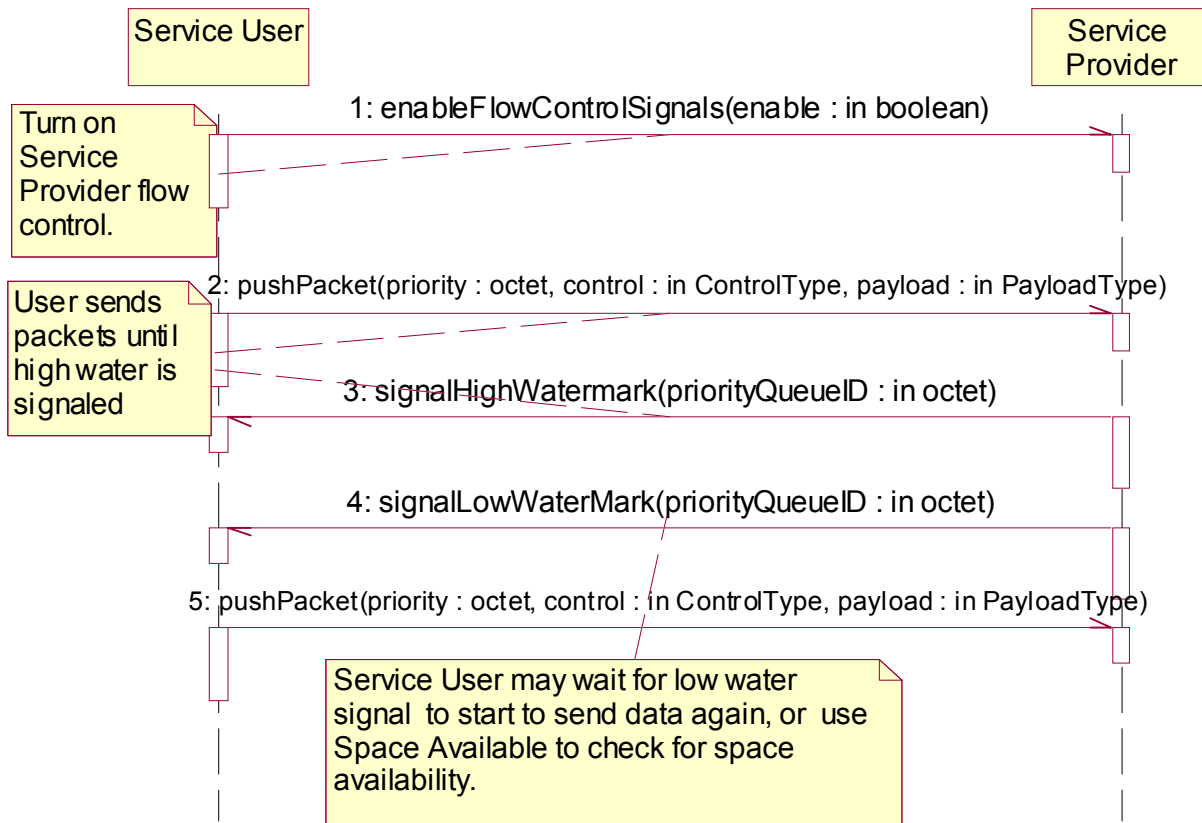 Service User
Service
Provider
1: enableFlowControlSignals(enable : in boolean)
Turn on
Service
Provider flow
control.
2: pushPacket(priority : octet, control : in ControlType, payload : in PayloadType)
User sends
packets until
high water is
signaled
3: signalHighWatermark(priorityQueueID : in octet)
4: signalLowWaterMark(priorityQueueID : in octet)
5: pushPacket(priority : octet, control : in ControlType, payload : in PayloadType)
Service User may wait for low water
signal to start to send data again, or use
Space Available to check for space
availability.